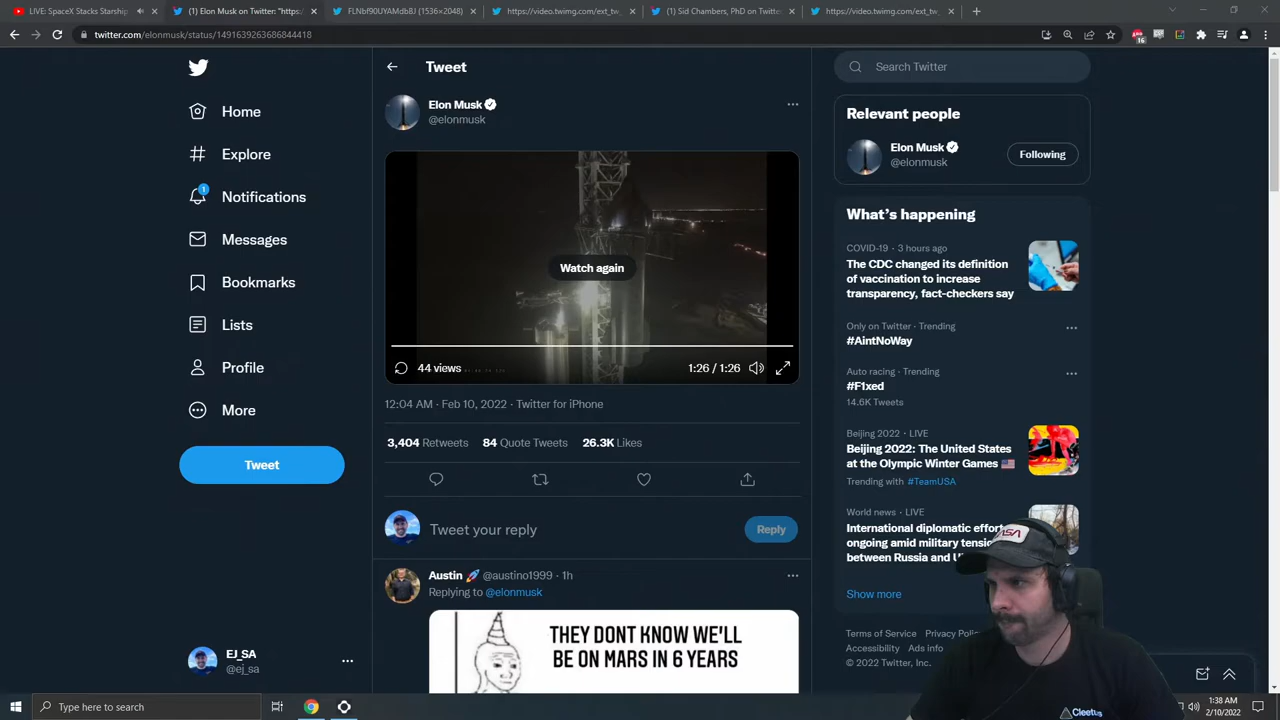 LIVE: SpaceX Stacks Starship
(1) Elon Musk on Twitter: "https:
FLNbf90UYAMdbBJ (1536×2048)
https://video.twimg.com/ext_tw
(1) Sid Chambers, PhD on Twitter
https://video.twimg.com/ext_tw
twitter.com/elonmusk/status/1491639263686844418
16
Home
Explore
1
Notifications
Messages
Bookmarks
Lists
Profile
More
Tweet
EJ_SA
@ej_sa
Tweet
Elon Musk
@elonmusk
Watch again
44 views
1:26 / 1:26
12:04 AM · Feb 10, 2022 · Twitter for iPhone
3,404 Retweets 84 Quote Tweets 26.3K Likes
Tweet your reply
Reply
Austin 🚀 @austino1999 · 1h
Replying to @elonmusk
THEY DONT KNOW WE'LL
BE ON MARS IN 6 YEARS
Search Twitter
Relevant people
Elon Musk
@elonmusk
Following
What's happening
COVID-19 · 3 hours ago
The CDC changed its definition
of vaccination to increase
transparency, fact-checkers say
Only on Twitter · Trending
#AintNoWay
Auto racing · Trending
#F1xed
14.6K Tweets
Beijing 2022 · LIVE
Beijing 2022: The United States
at the Olympic Winter Games 🇺🇸
Trending with #TeamUSA
World news · LIVE
International diplomatic
ongoing amid military
between Russia and
Show more
Terms of Service Privacy
Accessibility Ads info
© 2022 Twitter, Inc.
NASA
Cleetus
Type here to search
1:38 AM
2/10/2022